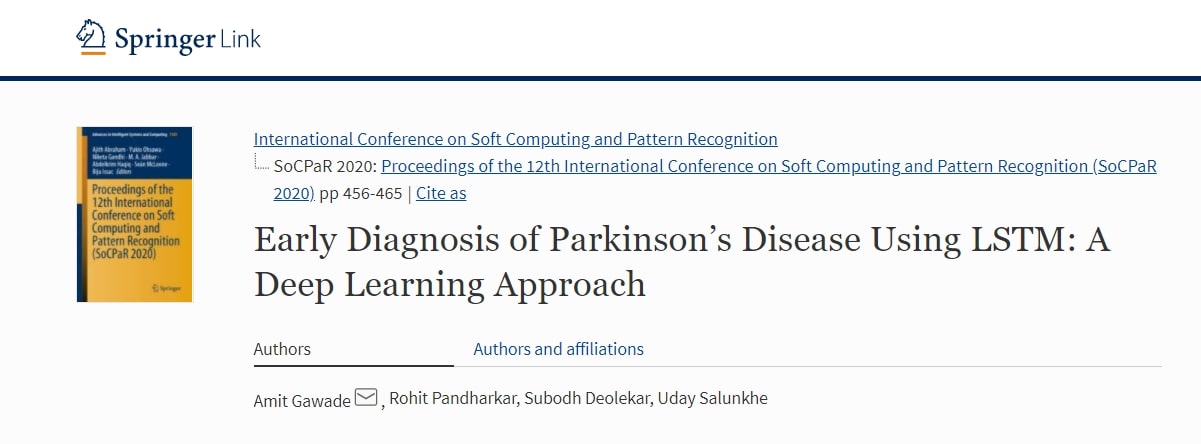 Springer Link
Advances in Intelligent Systems and Computing 1383
Ajith Abraham · Yukio Ohsawa ·
Niketa Gandhi · M. A. Jabbar ·
Abdelkrim Haqiq · Seán McLoone ·
Biju Issac Editors
Proceedings of the
12th International
Conference on Soft
Computing and
Pattern Recognition
(SoCPaR 2020)
Springer
International Conference on Soft Computing and Pattern Recognition
SoCPaR 2020: Proceedings of the 12th International Conference on Soft Computing and Pattern Recognition (SoCPaR
2020) pp 456-465 | Cite as
Early Diagnosis of Parkinson’s Disease Using LSTM: A
Deep Learning Approach
Authors Authors and affiliations
Amit Gawade , Rohit Pandharkar, Subodh Deolekar, Uday Salunkhe